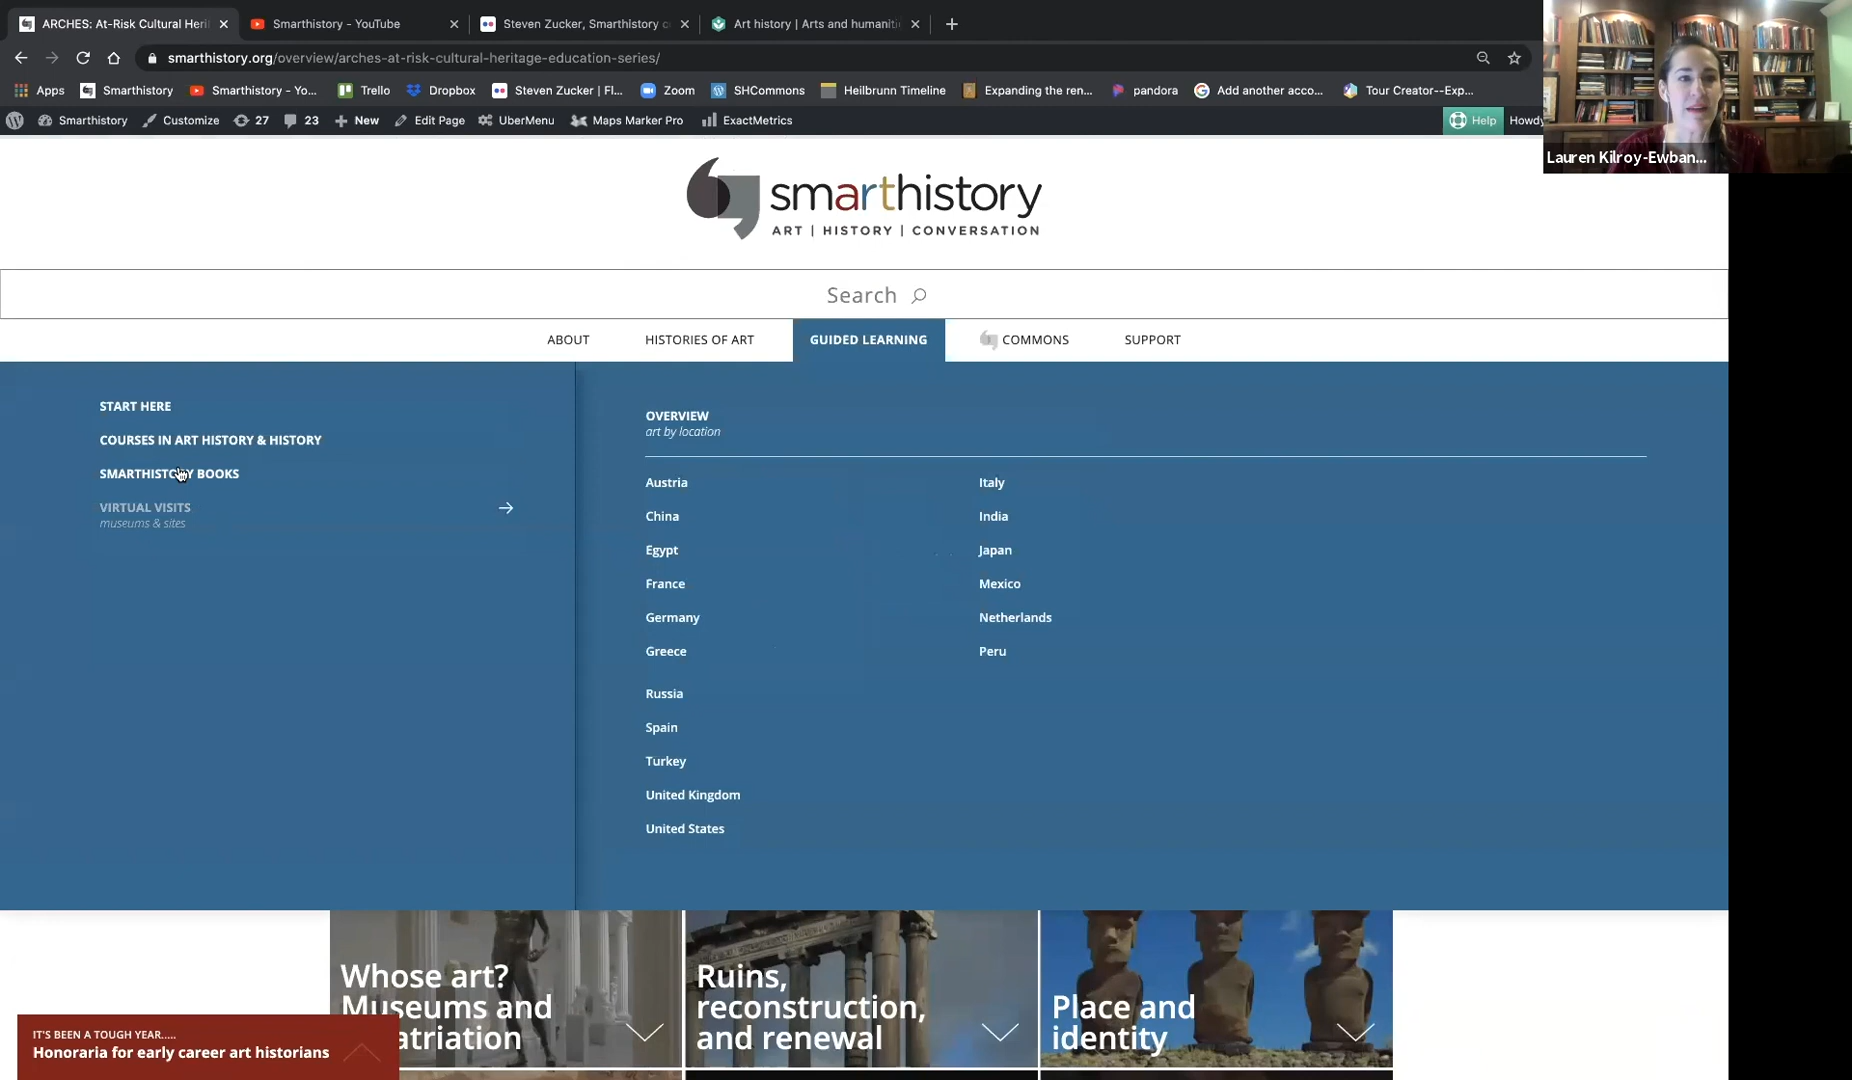 ARCHES: At-Risk Cultural Heri
Smarthistory - YouTube
Steven Zucker, Smarthistory c
Art history | Arts and humaniti
smarthistory.org/overview/arches-at-risk-cultural-heritage-education-series/
Apps
Smarthistory
Smarthistory - Yo...
Trello
Dropbox
Steven Zucker | Fl...
Zoom
SHCommons
Heilbrunn Timeline
Expanding the ren...
pandora
Add another acco...
Tour Creator--Exp...
Smarthistory
Customize
27
23
New
Edit Page
UberMenu
Maps Marker Pro
ExactMetrics
Help
Howdy
Lauren Kilroy-Ewban...
smarthistory
ART | HISTORY | CONVERSATION
Search
ABOUT
HISTORIES OF ART
GUIDED LEARNING
COMMONS
SUPPORT
START HERE
COURSES IN ART HISTORY & HISTORY
SMARTHISTORY BOOKS
VIRTUAL VISITS
museums & sites
OVERVIEW
art by location
Austria
China
Egypt
France
Germany
Greece
Italy
India
Japan
Mexico
Netherlands
Peru
Russia
Spain
Turkey
United Kingdom
United States
Whose art?
Museums and
atriation
Ruins,
reconstruction,
and renewal
Place and
identity
IT'S BEEN A TOUGH YEAR.....
Honoraria for early career art historians